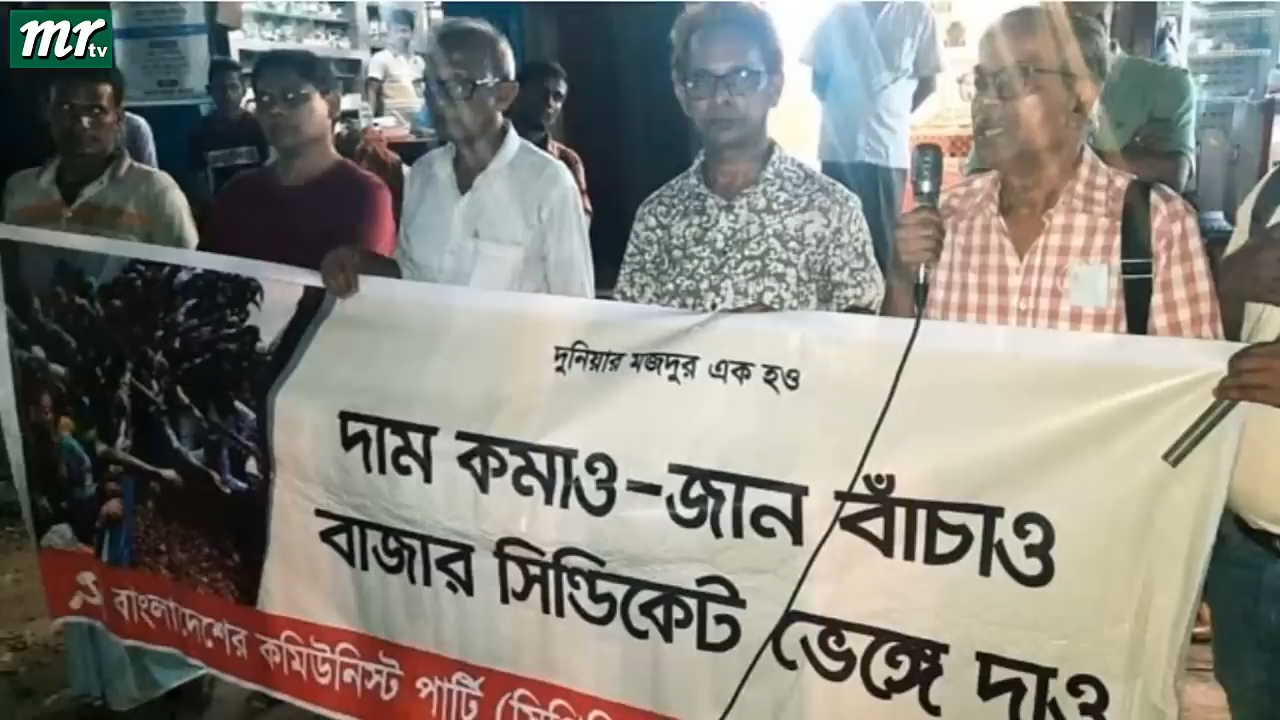 mr tv
দুনিয়ার মজদুর এক হও
দাম কমাও-জান বাঁচাও
বাজার সিন্ডিকেট ভেঙ্গে দাও
বাংলাদেশের কমিউনিস্ট পার্টি